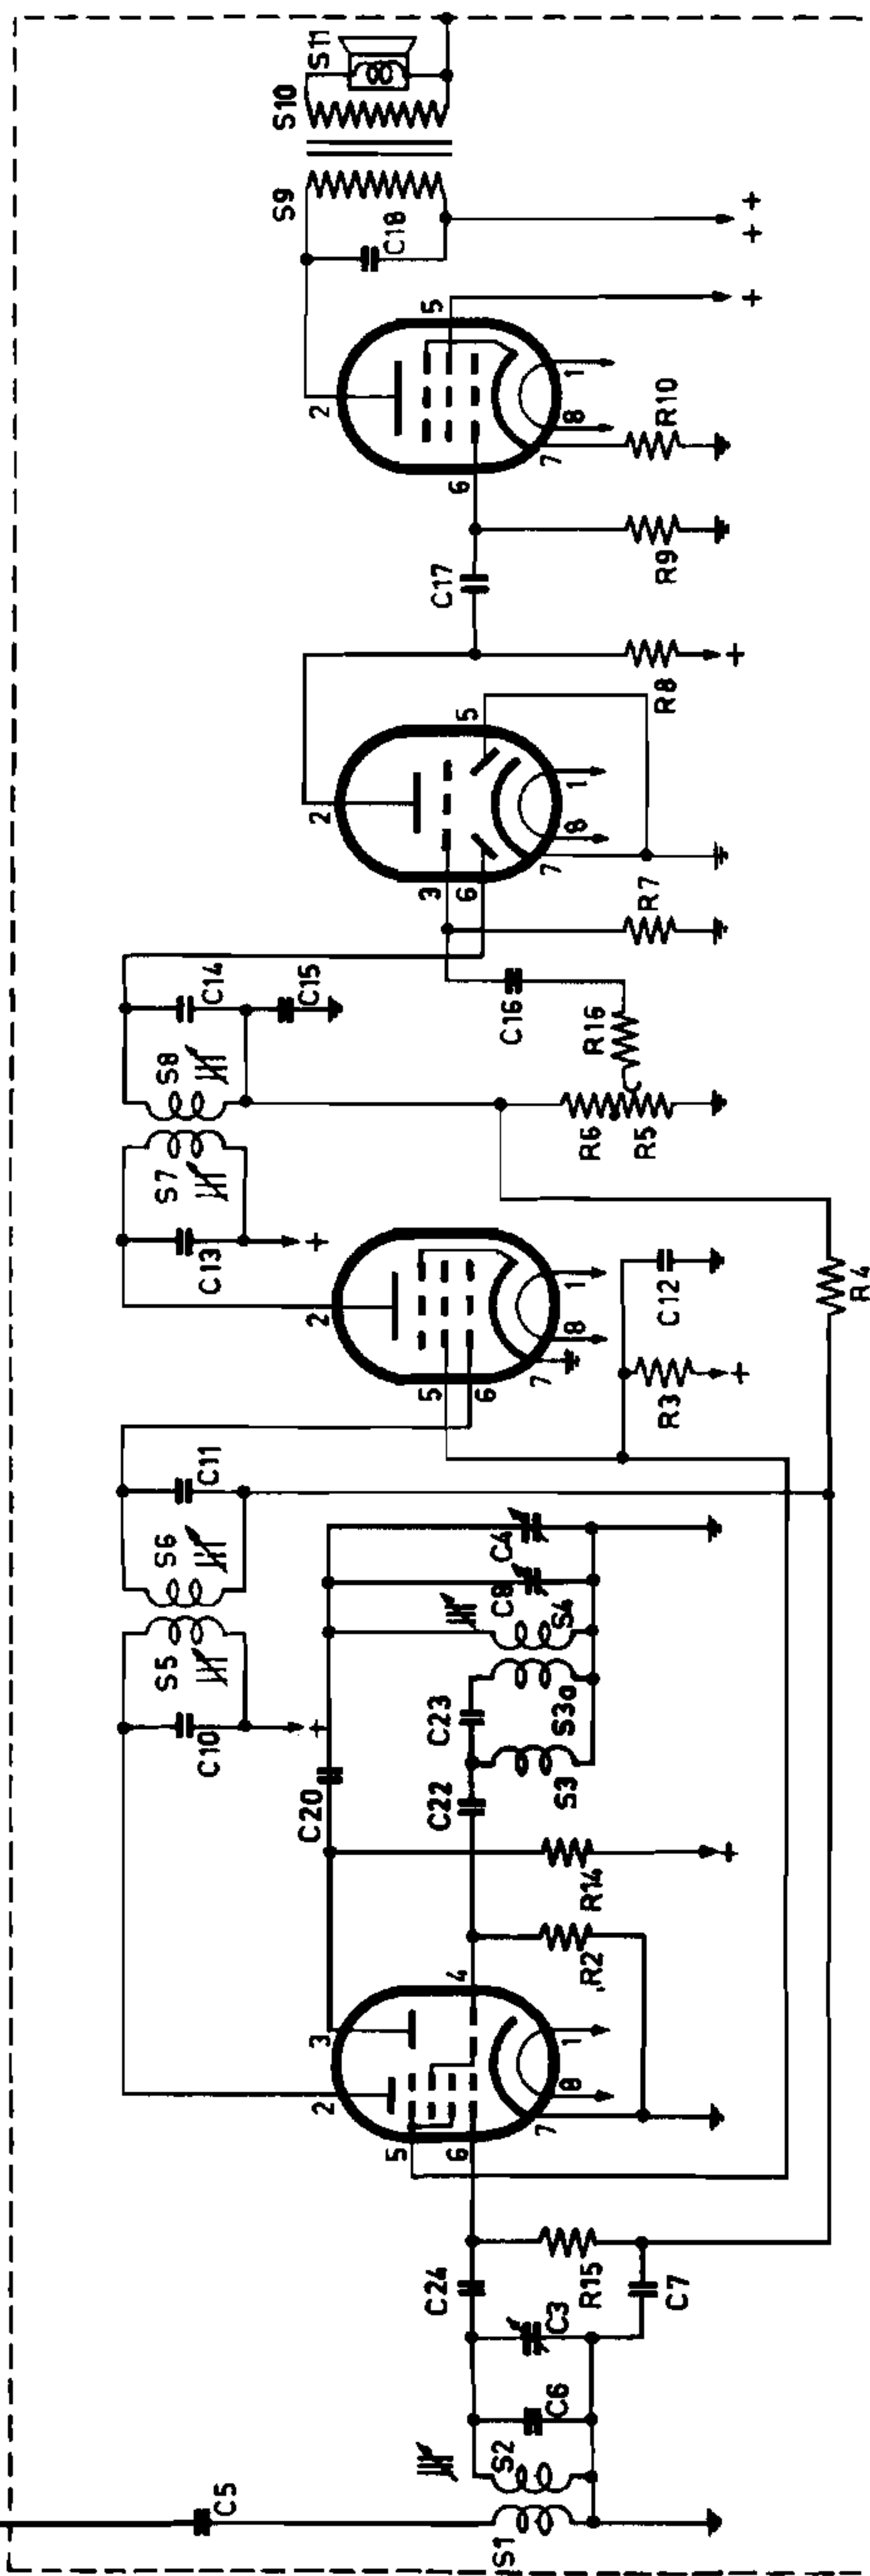 C5
S1
S2
C6
C3
C24
R15
C7
5
6
2
3
7
8
1
4
R2
R14
+
C20
C22
S3
C23
S3a
S4
C8
C4
C10
+
S5
S6
C11
5
6
2
7
8
1
R3
+
C12
R4
C13
+
S7
S8
C14
C15
R6
R5
R16
C16
R7
3
6
2
7
8
1
5
R8
+
C17
R9
6
2
7
8
1
5
R10
+
C18
+ +
S9
S10
S11